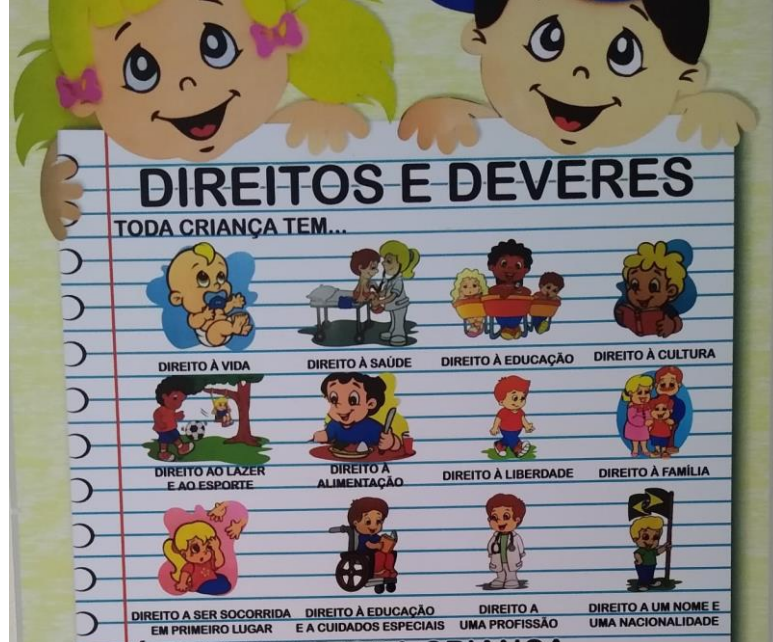 DIREITOS E DEVERES
TODA CRIANÇA TEM...
DIREITO À VIDA
DIREITO À SAÚDE
DIREITO À EDUCAÇÃO
DIREITO À CULTURA
DIREITO AO LAZER
E AO ESPORTE
DIREITO À
ALIMENTAÇÃO
DIREITO À LIBERDADE
DIREITO À FAMÍLIA
DIREITO A SER SOCORRIDA
EM PRIMEIRO LUGAR
DIREITO À EDUCAÇÃO
E A CUIDADOS ESPECIAIS
DIREITO A
UMA PROFISSÃO
DIREITO A UM NOME E
UMA NACIONALIDADE